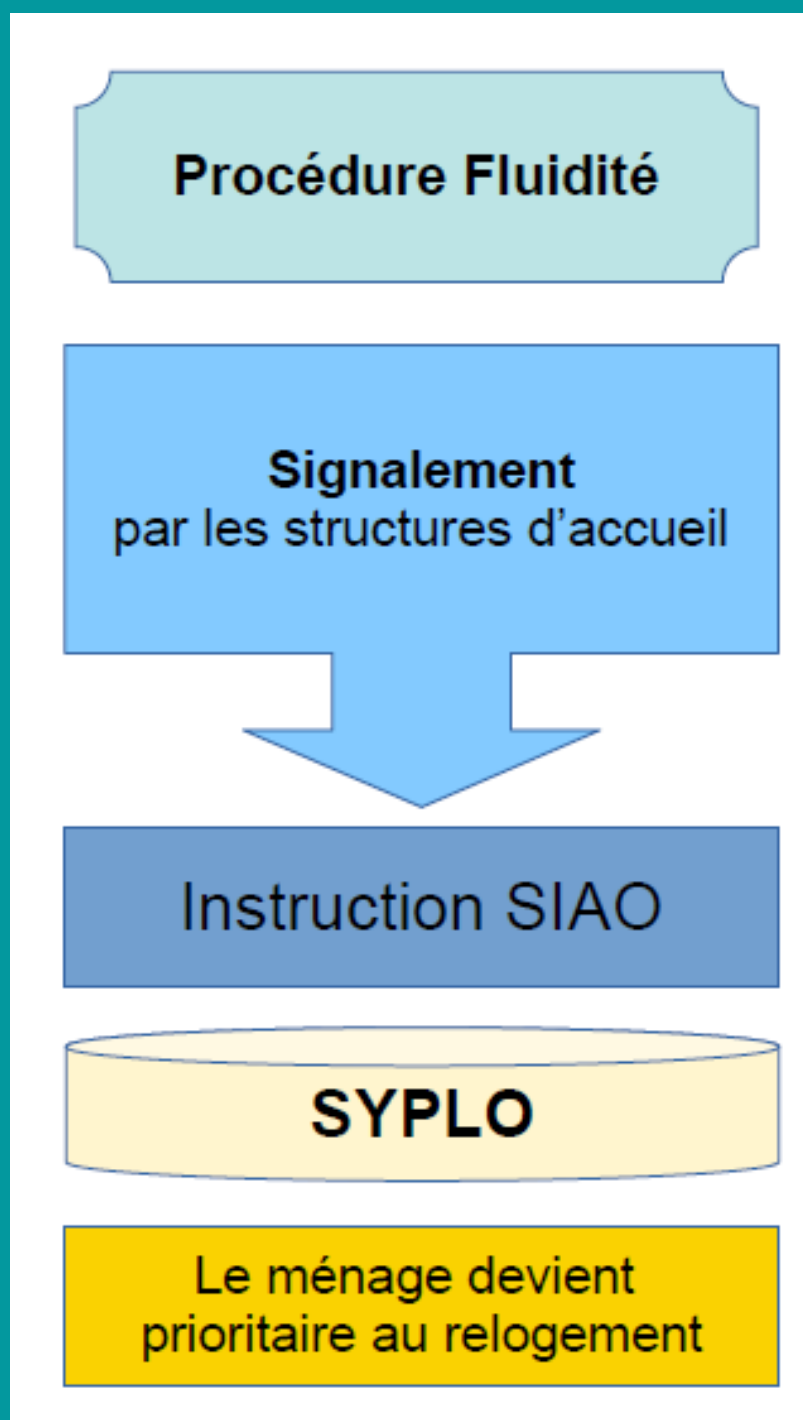 Procédure Fluidité
Signalement
par les structures d’accueil
Instruction SIAO
SYPLO
Le ménage devient
prioritaire au relogement